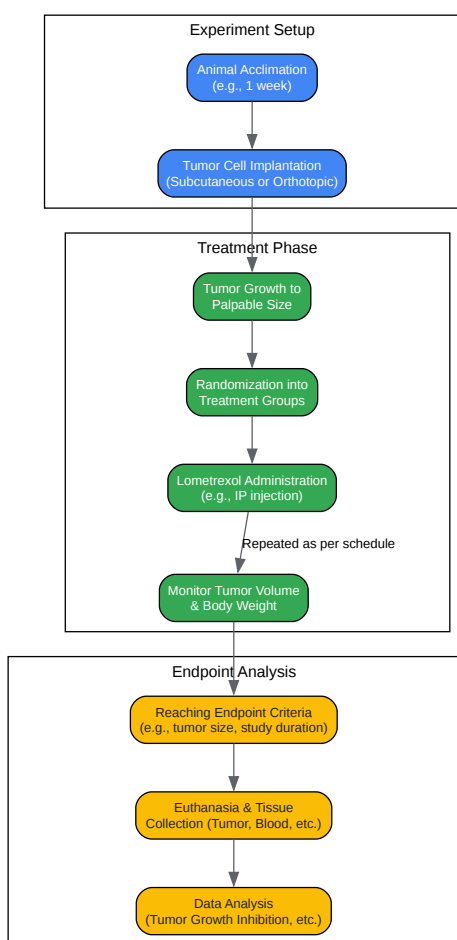 Experiment Setup
Animal Acclimation
(e.g., 1 week)
Tumor Cell Implantation
(Subcutaneous or Orthotopic)
Treatment Phase
Tumor Growth to
Palpable Size
Randomization into
Treatment Groups
Lometrexol Administration
(e.g., IP injection)
Repeated as per schedule
Monitor Tumor Volume
& Body Weight
Endpoint Analysis
Reaching Endpoint Criteria
(e.g., tumor size, study duration)
Euthanasia & Tissue
Collection (Tumor, Blood, etc.)
Data Analysis
(Tumor Growth Inhibition, etc.)